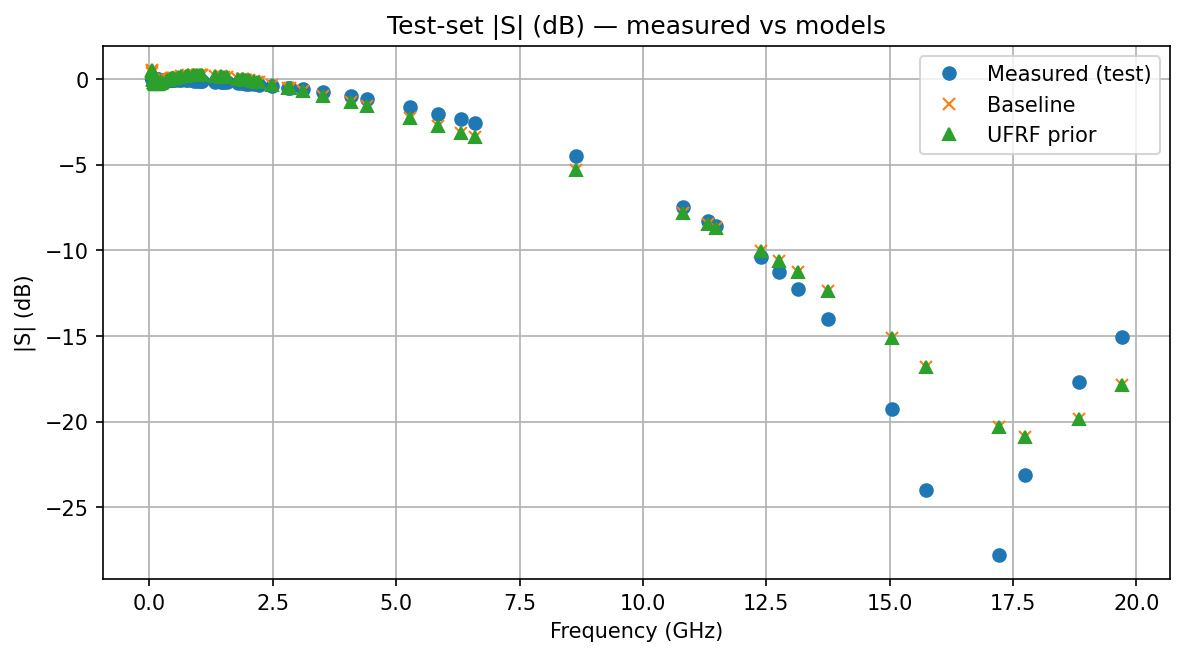 Test-set |S| (dB) — measured vs models
Measured (test)
Baseline
UFRF prior
|S| (dB)
0
−5
−10
−15
−20
−25
0.0 2.5 5.0 7.5 10.0 12.5 15.0 17.5 20.0
Frequency (GHz)